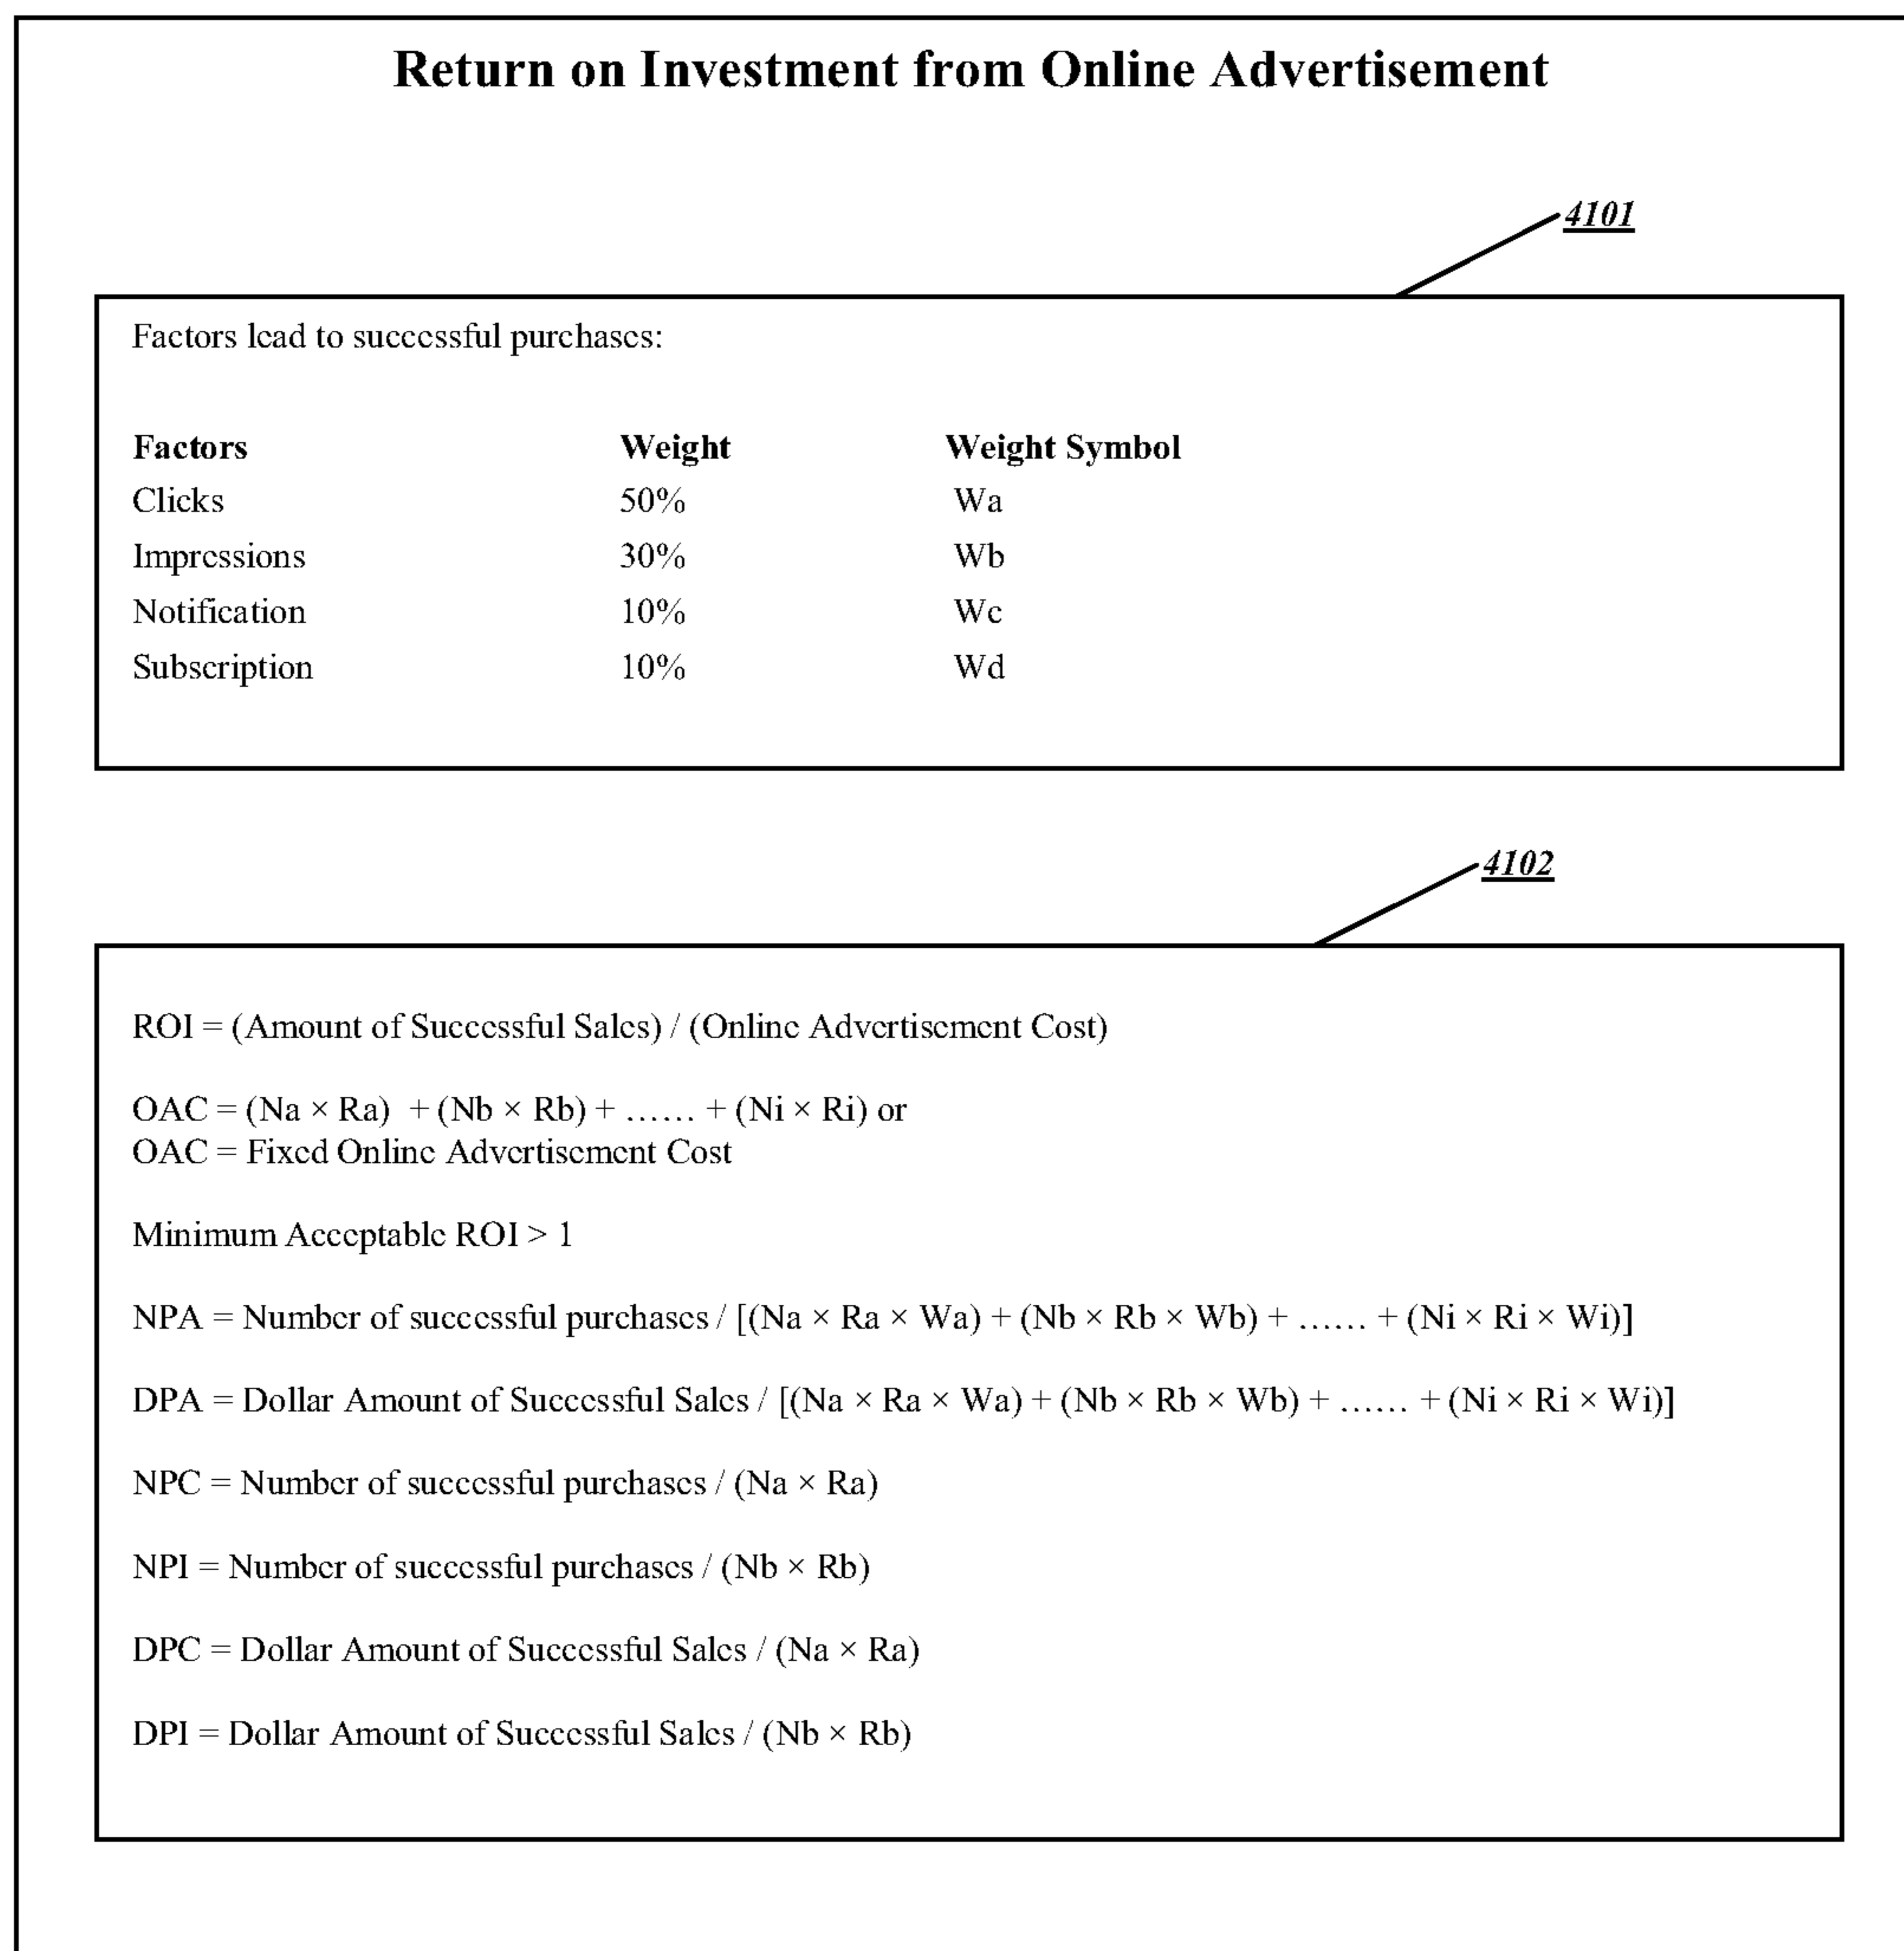 Return on Investment from Online Advertisement
4101
Factors lead to successful purchases:
Factors Weight Weight Symbol
Clicks 50% Wa
Impressions 30% Wb
Notification 10% Wc
Subscription 10% Wd
4102
ROI = (Amount of Successful Sales) / (Online Advertisement Cost)
OAC = (Na × Ra) + (Nb × Rb) + …… + (Ni × Ri) or
OAC = Fixed Online Advertisement Cost
Minimum Acceptable ROI > 1
NPA = Number of successful purchases / [(Na × Ra × Wa) + (Nb × Rb × Wb) + …… + (Ni × Ri × Wi)]
DPA = Dollar Amount of Successful Sales / [(Na × Ra × Wa) + (Nb × Rb × Wb) + …… + (Ni × Ri × Wi)]
NPC = Number of successful purchases / (Na × Ra)
NPI = Number of successful purchases / (Nb × Rb)
DPC = Dollar Amount of Successful Sales / (Na × Ra)
DPI = Dollar Amount of Successful Sales / (Nb × Rb)